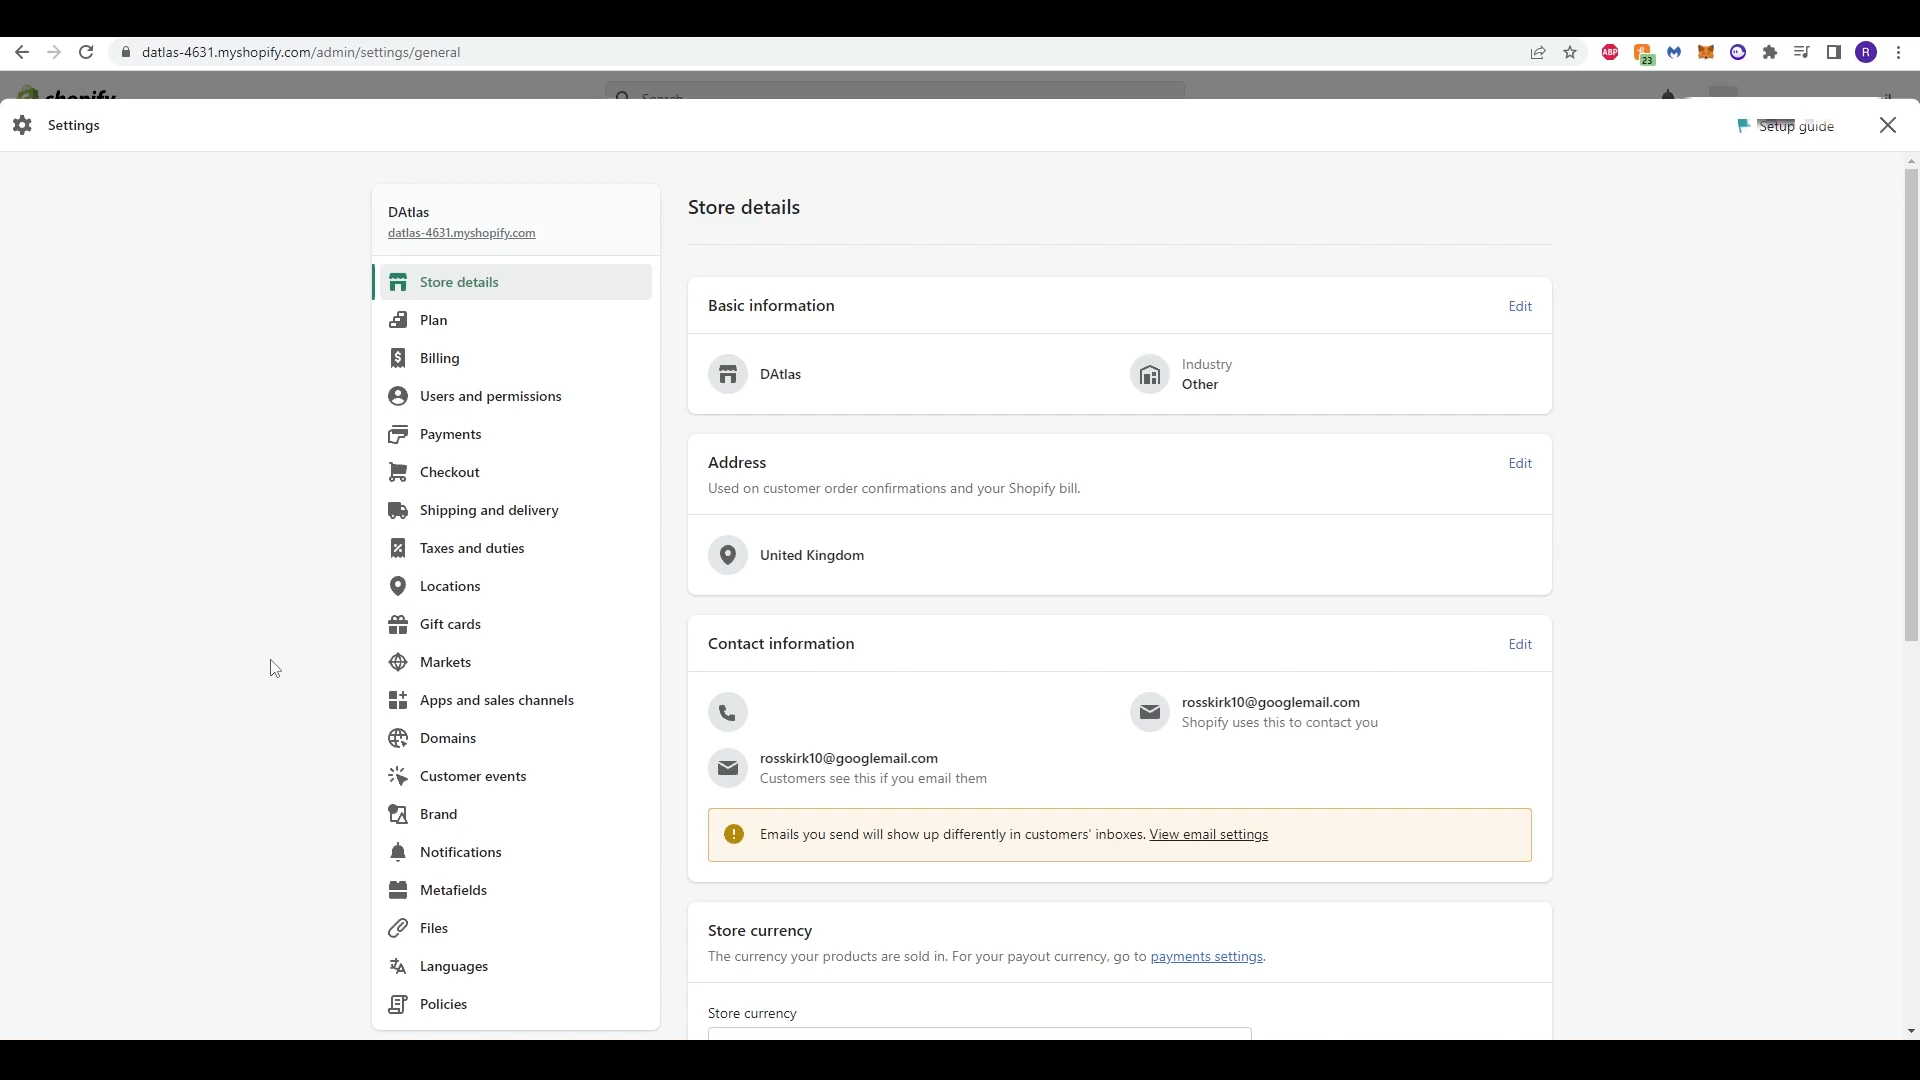 datlas-4631.myshopify.com/admin/settings/general
ABP
23
R
shopify
Search
Settings
Setup guide
DAtlas
datlas-4631.myshopify.com
Store details
Plan
Billing
Users and permissions
Payments
Checkout
Shipping and delivery
Taxes and duties
Locations
Gift cards
Markets
Apps and sales channels
Domains
Customer events
Brand
Notifications
Metafields
Files
Languages
Policies
Store details
Basic information
Edit
DAtlas
Industry
Other
Address
Edit
Used on customer order confirmations and your Shopify bill.
United Kingdom
Contact information
Edit
rosskirk10@googlemail.com
Shopify uses this to contact you
rosskirk10@googlemail.com
Customers see this if you email them
Emails you send will show up differently in customers' inboxes. View email settings
Store currency
The currency your products are sold in. For your payout currency, go to payments settings.
Store currency